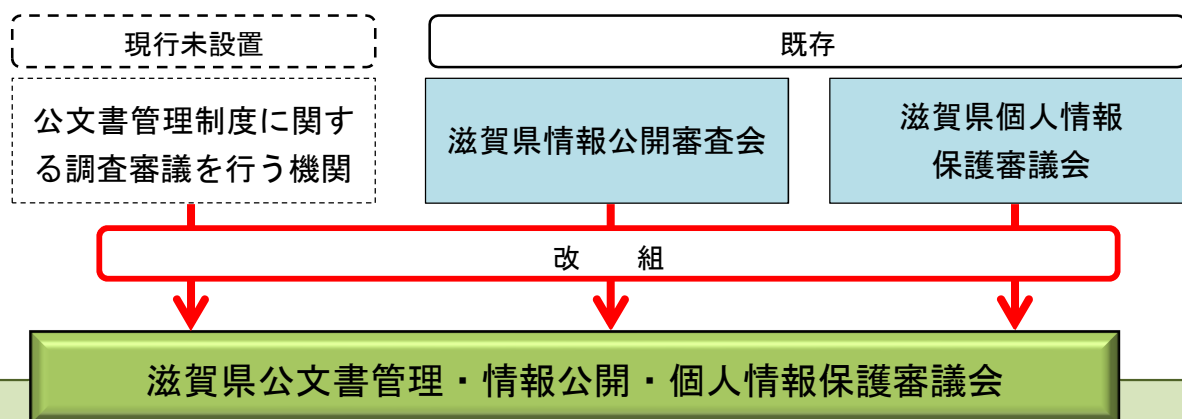 現行未設置
既存
公文書管理制度に関す
る調査審議を行う機関
滋賀県情報公開審査会
滋賀県個人情報
保護審議会
改　　組
滋賀県公文書管理・情報公開・個人情報保護審議会